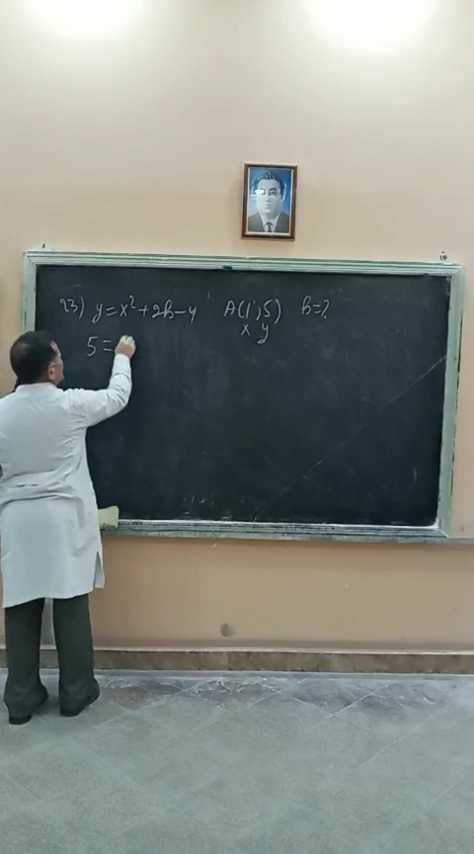 23) y=x²+2b-4 A(1;5) b=?
x y
5=